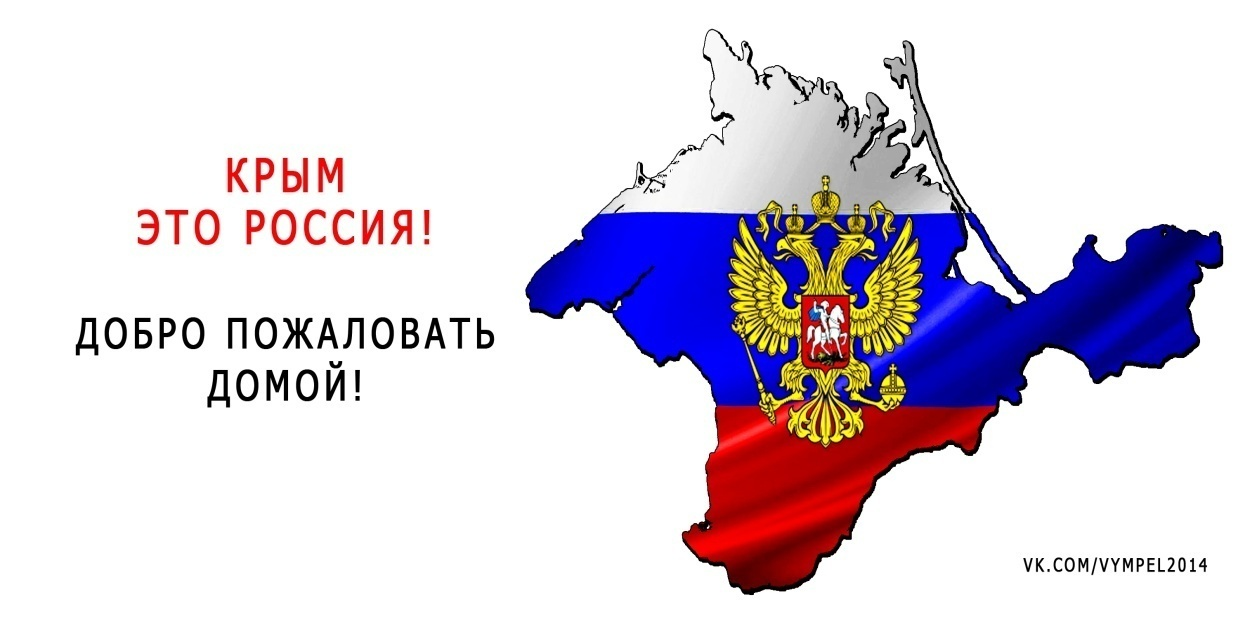 КРЫМ
ЭТО РОССИЯ!
ДОБРО ПОЖАЛОВАТЬ
ДОМОЙ!
VK.COM/VYMPEL2014